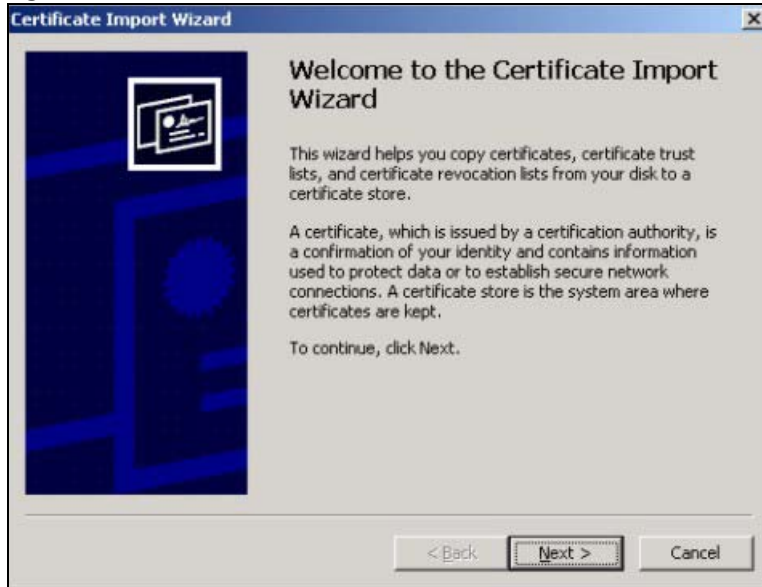 Certificate Import Wizard
Welcome to the Certificate Import
Wizard
This wizard helps you copy certificates, certificate trust
lists, and certificate revocation lists from your disk to a
certificate store.
A certificate, which is issued by a certification authority, is
a confirmation of your identity and contains information
used to protect data or to establish secure network
connections. A certificate store is the system area where
certificates are kept.
To continue, click Next.
< Back Next > Cancel